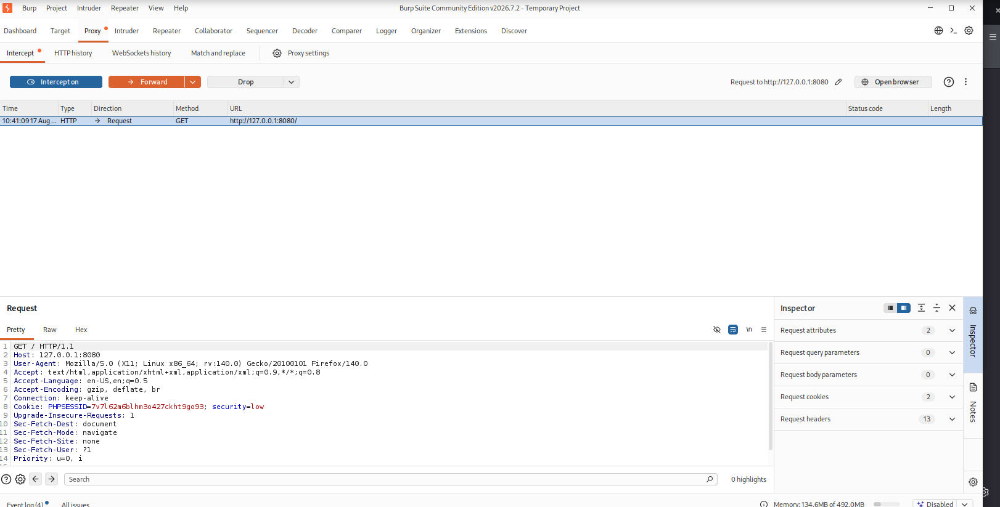 Burp Project Intruder Repeater View Help Burp Suite Community Edition v2026.7.2 - Temporary Project
Dashboard Target Proxy Intruder Repeater Collaborator Sequencer Decoder Comparer Logger Organizer Extensions Discover
Intercept HTTP history WebSockets history Match and replace Proxy settings
Intercept on Forward Drop Request to http://127.0.0.1:8080 Open browser
Time Type Direction Method URL Status code Length
10:41:09 17 Aug ... HTTP Request GET http://127.0.0.1:8080/
Request Inspector
Pretty Raw Hex \n
Request attributes 2
Request query parameters 0
Request body parameters 0
Request cookies 2
Request headers 13
Inspector
Notes
1 GET / HTTP/1.1
2 Host: 127.0.0.1:8080
3 User-Agent: Mozilla/5.0 (X11; Linux x86_64; rv:140.0) Gecko/20100101 Firefox/140.0
4 Accept: text/html,application/xhtml+xml,application/xml;q=0.9,*/*;q=0.8
5 Accept-Language: en-US,en;q=0.5
6 Accept-Encoding: gzip, deflate, br
7 Connection: keep-alive
8 Cookie: PHPSESSID=7v7l62m6blhm3o427ckht9go93; security=low
9 Upgrade-Insecure-Requests: 1
10 Sec-Fetch-Dest: document
11 Sec-Fetch-Mode: navigate
12 Sec-Fetch-Site: none
13 Sec-Fetch-User: ?1
14 Priority: u=0, i
Search 0 highlights
Event log (4) All issues Memory: 134.6MB of 492.0MB Disabled